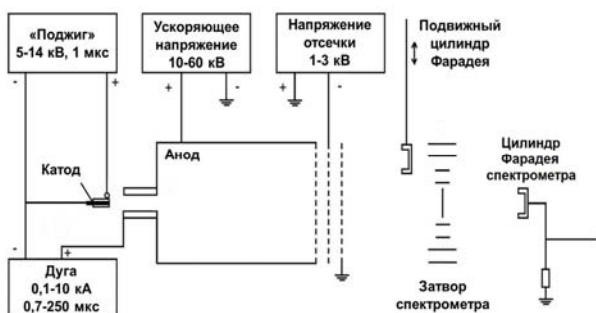 «Поджиг»
5-14 кВ, 1 мкс
-
+
Ускоряющее
напряжение
10-60 кВ
+
-
Напряжение
отсечки
1-3 кВ
+
-
Подвижный
цилиндр
Фарадея
Катод
Анод
Цилиндр
Фарадея
спектрометра
-
+
Дуга
0,1-10 кА
0,7-250 мкс
Затвор
спектрометра